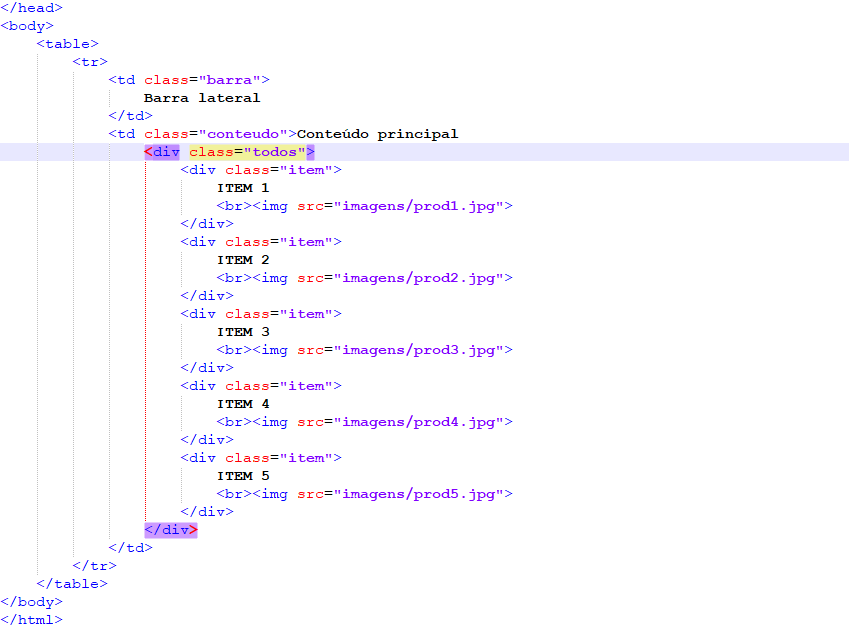 </head>
<body>
    <table>
        <tr>
            <td class="barra">
                Barra lateral
            </td>
            <td class="conteudo">Conteúdo principal
                <div class="todos">
                    <div class="item">
                        ITEM 1
                        <br><img src="imagens/prod1.jpg">
                    </div>
                    <div class="item">
                        ITEM 2
                        <br><img src="imagens/prod2.jpg">
                    </div>
                    <div class="item">
                        ITEM 3
                        <br><img src="imagens/prod3.jpg">
                    </div>
                    <div class="item">
                        ITEM 4
                        <br><img src="imagens/prod4.jpg">
                    </div>
                    <div class="item">
                        ITEM 5
                        <br><img src="imagens/prod5.jpg">
                    </div>
                </div>
            </td>
        </tr>
    </table>
</body>
</html>